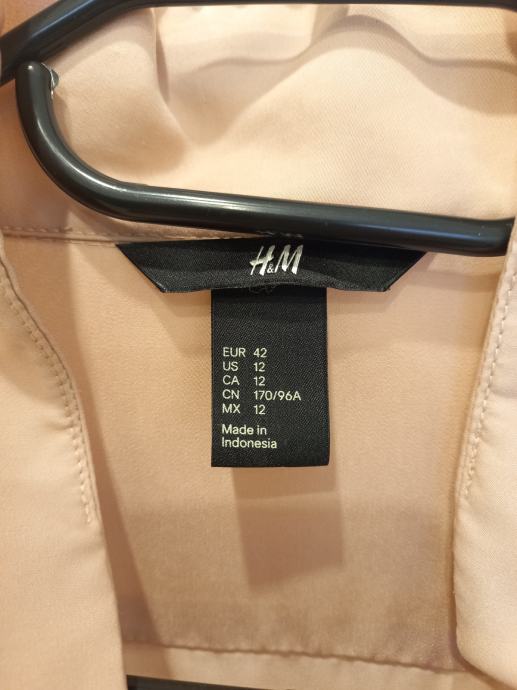 H&M
EUR 42
US 12
CA 12
CN 170/96A
MX 12
Made in
Indonesia